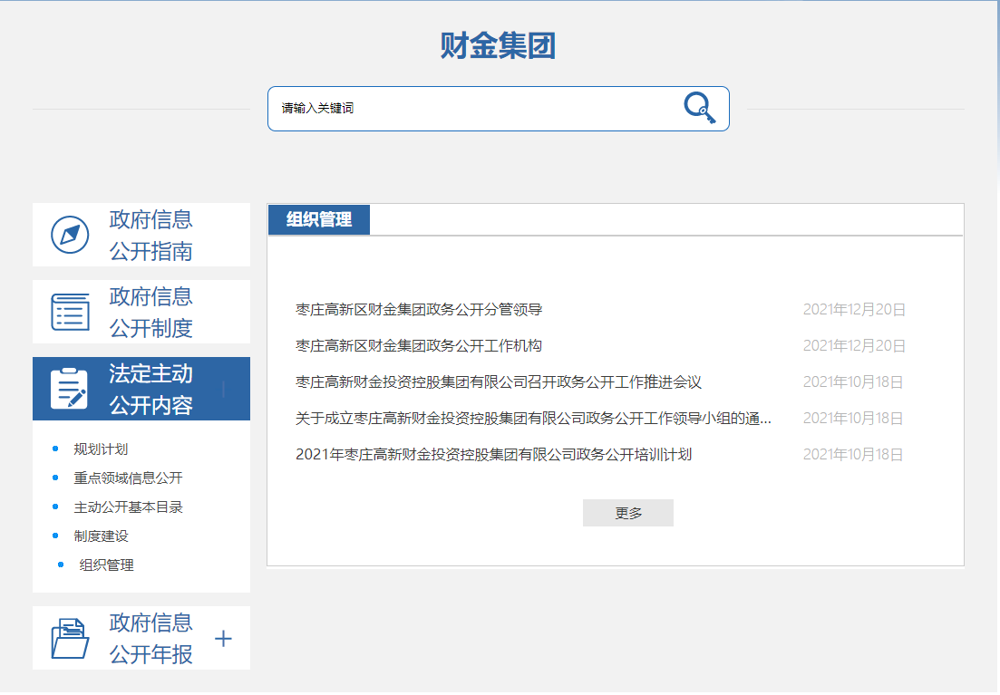 财金集团
请输入关键词
政府信息
公开指南
政府信息
公开制度
法定主动
公开内容
规划计划
重点领域信息公开
主动公开基本目录
制度建设
组织管理
政府信息
公开年报
组织管理
枣庄高新区财金集团政务公开分管领导 2021年12月20日
枣庄高新区财金集团政务公开工作机构 2021年12月20日
枣庄高新财金投资控股集团有限公司召开政务公开工作推进会议 2021年10月18日
关于成立枣庄高新财金投资控股集团有限公司政务公开工作领导小组的通... 2021年10月18日
2021年枣庄高新财金投资控股集团有限公司政务公开培训计划 2021年10月18日
更多